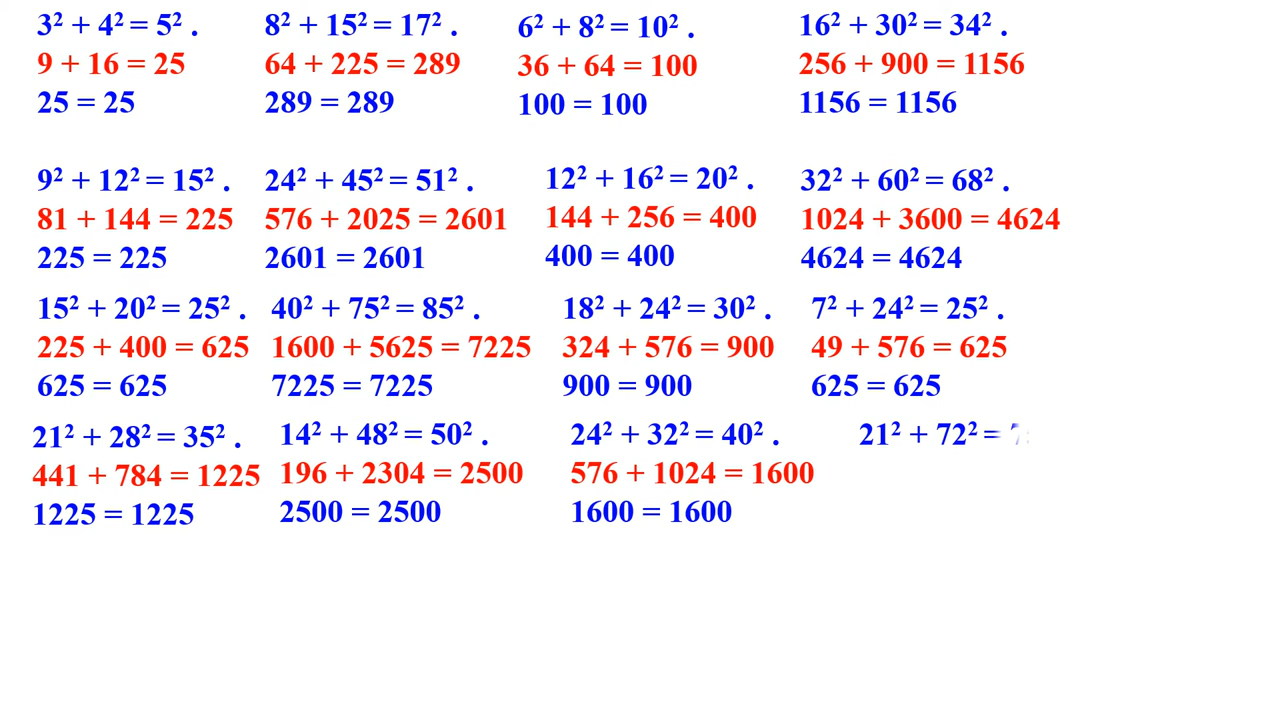 3² + 4² = 5² .
9 + 16 = 25
25 = 25
8² + 15² = 17² .
64 + 225 = 289
289 = 289
6² + 8² = 10² .
36 + 64 = 100
100 = 100
16² + 30² = 34² .
256 + 900 = 1156
1156 = 1156
9² + 12² = 15² .
81 + 144 = 225
225 = 225
24² + 45² = 51² .
576 + 2025 = 2601
2601 = 2601
12² + 16² = 20² .
144 + 256 = 400
400 = 400
32² + 60² = 68² .
1024 + 3600 = 4624
4624 = 4624
15² + 20² = 25² .
225 + 400 = 625
625 = 625
40² + 75² = 85² .
1600 + 5625 = 7225
7225 = 7225
18² + 24² = 30² .
324 + 576 = 900
900 = 900
7² + 24² = 25² .
49 + 576 = 625
625 = 625
21² + 28² = 35² .
441 + 784 = 1225
1225 = 1225
14² + 48² = 50² .
196 + 2304 = 2500
2500 = 2500
24² + 32² = 40² .
576 + 1024 = 1600
1600 = 1600
21² + 72² =